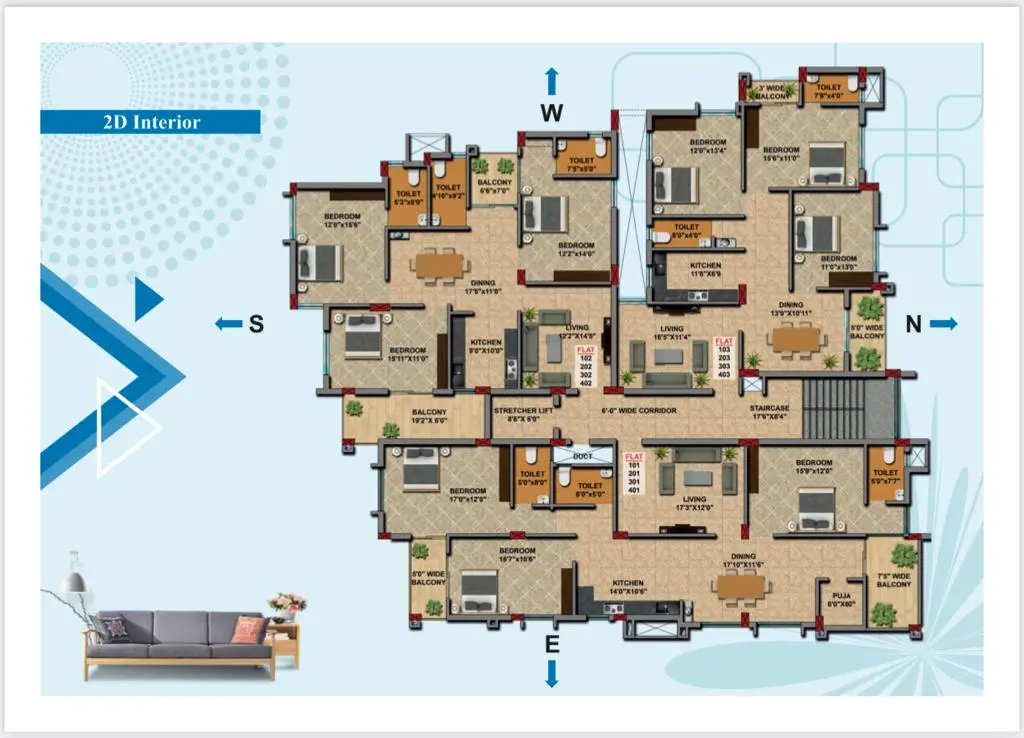 2D Interior
W
S
N
E
3' WIDE
BALCONY
TOILET
7'9"x4'0"
BEDROOM
12'0"x13'4"
BEDROOM
15'6"x11'0"
TOILET
8'0"x4'0"
KITCHEN
11'6"X6'9
BEDROOM
11'0"x13'0"
LIVING
16'5"X11'4"
DINING
13'9"X10'11"
5'0" WIDE
BALCONY
FLAT
103
203
303
403
BEDROOM
12'0"x15'6"
TOILET
5'3"x8'0"
TOILET
4'10"x9'2"
BALCONY
6'6"x7'0"
TOILET
7'5"x5'0"
BEDROOM
12'2"x14'0"
DINING
17'5"x11'0"
BEDROOM
15'11"X11'0"
KITCHEN
9'0"X10'0"
LIVING
12'2"X14'5"
FLAT
102
202
302
402
BALCONY
19'2"X 6'0"
STRETCHER LIFT
8'6"X 6'0"
6'-0" WIDE CORRIDOR
STAIRCASE
17'6"X8'4"
DUCT
BEDROOM
17'0"x12'0"
TOILET
5'0"x8'0"
TOILET
8'0"x5'0"
FLAT
101
201
301
401
LIVING
17'3"X12'0"
BEDROOM
15'9"X12'0"
TOILET
5'0"x7'7"
5'0" WIDE
BALCONY
BEDROOM
16'7"x10'6"
KITCHEN
14'0"X10'6"
DINING
17'10"X11'6"
PUJA
6'0"X60"
7'5" WIDE
BALCONY